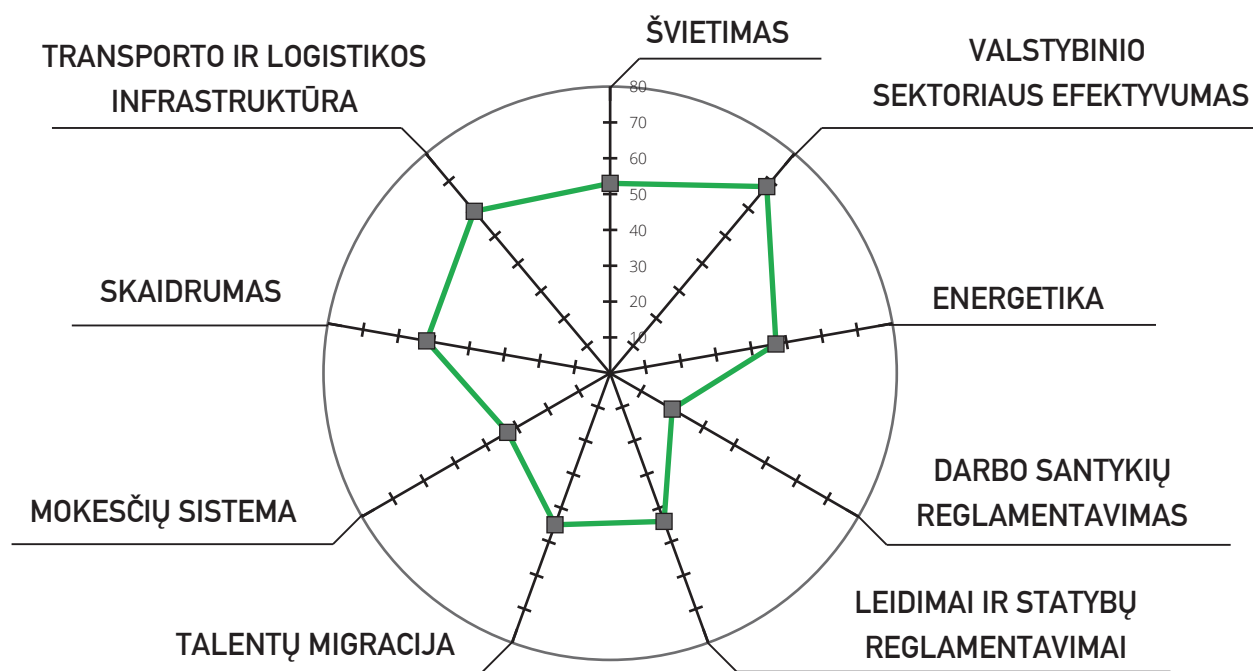 ŠVIETIMAS
VALSTYBINIO
SEKTORIAUS EFEKTYVUMAS
TRANSPORTO IR LOGISTIKOS
INFRASTRUKTŪRA
80
70
60
50
40
30
20
10
SKAIDRUMAS
ENERGETIKA
MOKESČIŲ SISTEMA
DARBO SANTYKIŲ
REGLAMENTAVIMAS
TALENTŲ MIGRACIJA
LEIDIMAI IR STATYBŲ
REGLAMENTAVIMAI